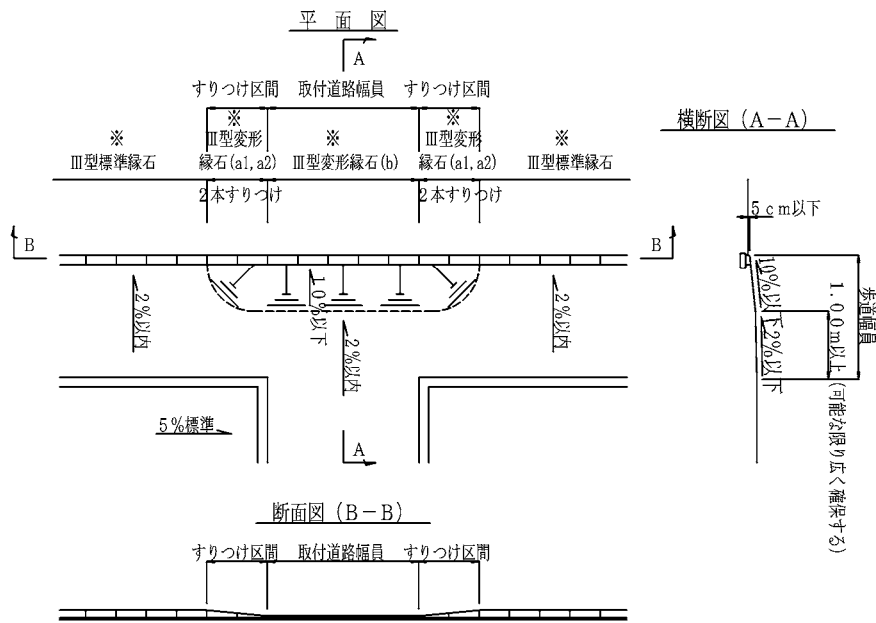 平面図
A
すりつけ区間
取付道路幅員
すりつけ区間
※
Ⅲ型標準縁石
※
Ⅲ型変形
縁石(a1,a2)
※
Ⅲ型変形縁石(b)
※
Ⅲ型変形
縁石(a1,a2)
※
Ⅲ型標準縁石
2本すりつけ
2本すりつけ
B
B
2%以内
10%以下
2%以内
2%以内
5%標準
A
横断図(A-A)
5cm以下
10%以下
2%以下
1.00m以上(可能な限り広く確保する)
歩道幅員
断面図(B-B)
すりつけ区間
取付道路幅員
すりつけ区間